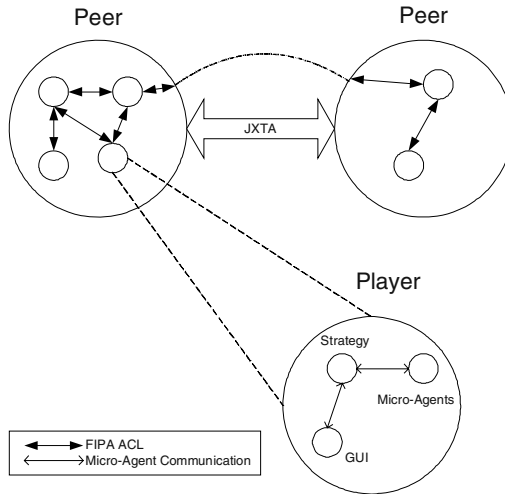 Peer
Peer
JXTA
Player
Strategy
Micro-Agents
GUI
FIPA ACL
Micro-Agent Communication